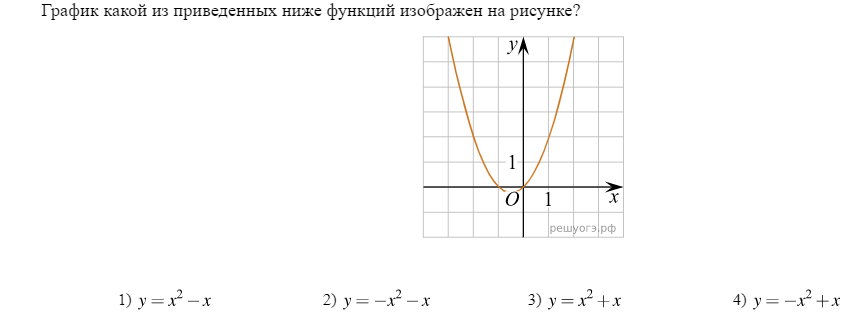 График какой из приведенных ниже функций изображен на рисунке?
y
1
O 1 x
решуогэ.рф
1) y = x² − x 2) y = −x² − x 3) y = x² + x 4) y = −x² + x